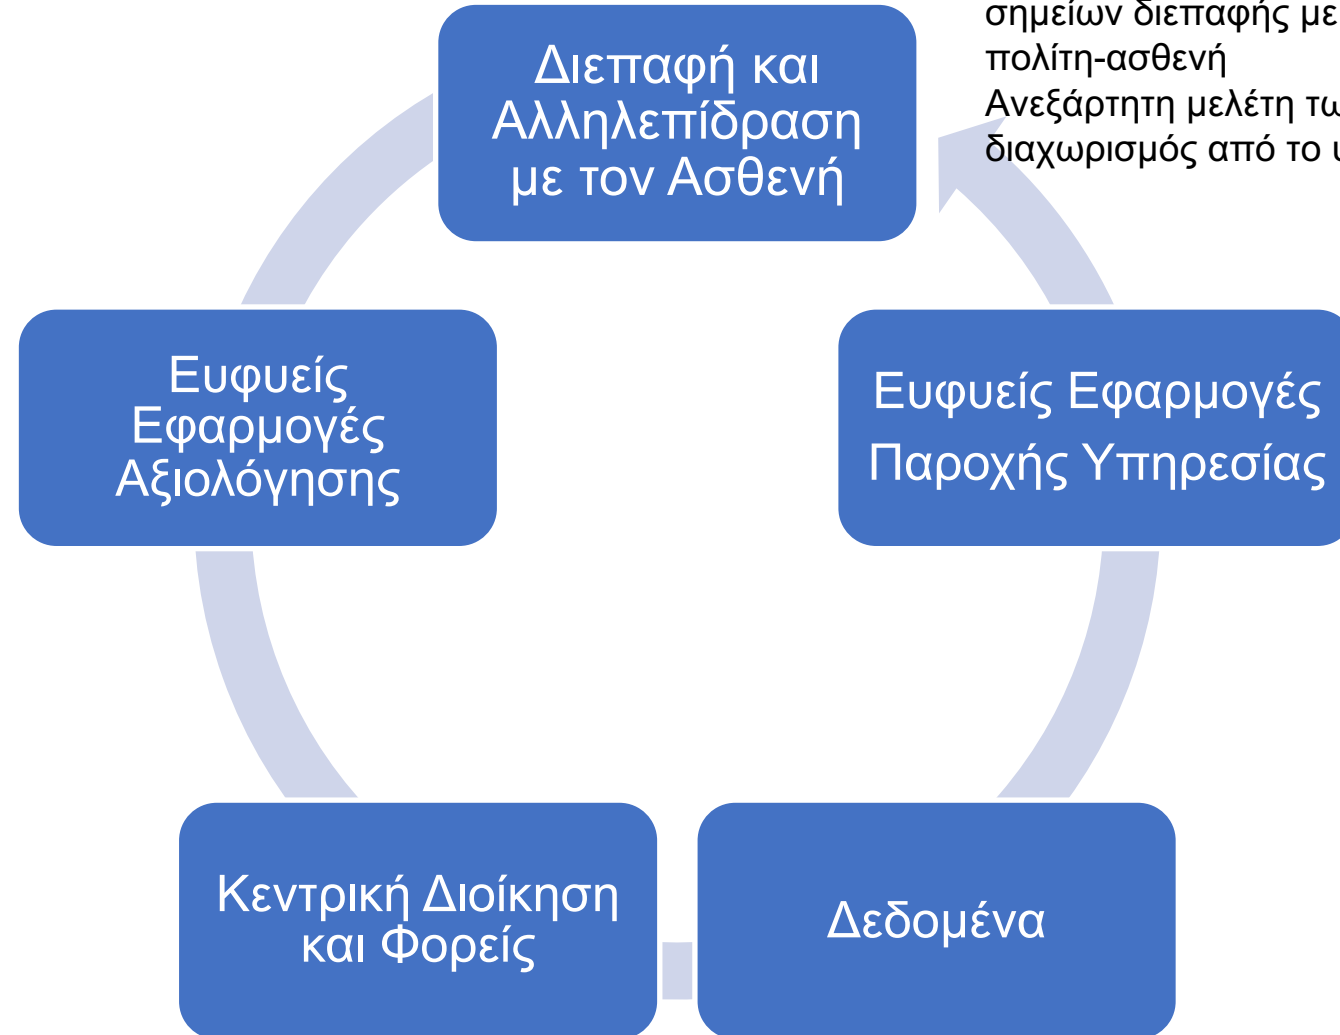 σημείων διεπαφής με
πολίτη-ασθενή
Ανεξάρτητη μελέτη
διαχωρισμός από το
Διεπαφή και
Αλληλεπίδραση
με τον Ασθενή
Ευφυείς
Εφαρμογές
Αξιολόγησης
Ευφυείς Εφαρμογές
Παροχής Υπηρεσίας
Κεντρική Διοίκηση
και Φορείς
Δεδομένα